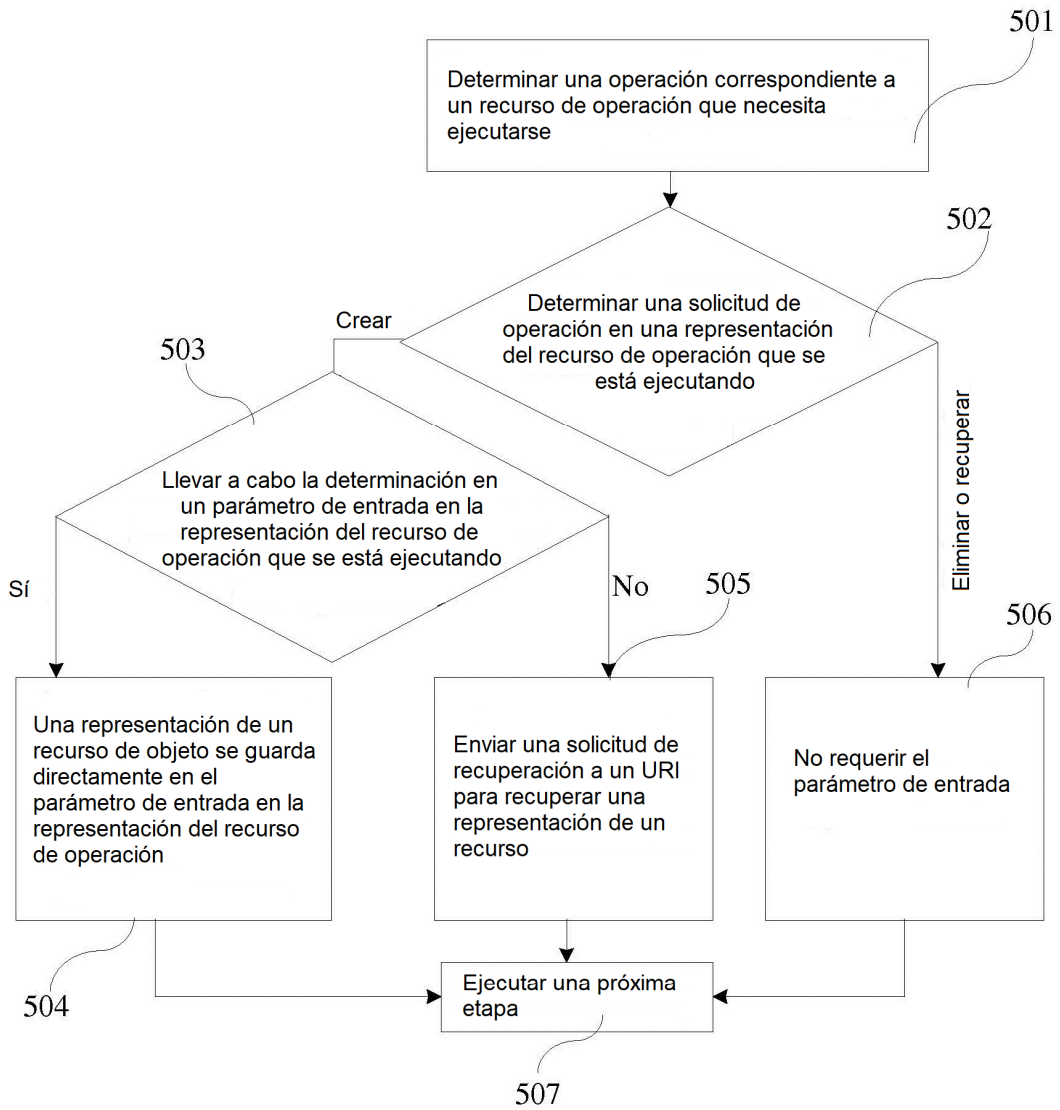 501
Determinar una operación correspondiente a
un recurso de operación que necesita
ejecutarse
502
Determinar una solicitud de
operación en una representación
del recurso de operación que se
está ejecutando
Crear
503
Eliminar o recuperar
Llevar a cabo la determinación en
un parámetro de entrada en la
representación del recurso de
operación que se está ejecutando
Sí
No
505
506
Una representación de un
recurso de objeto se guarda
directamente en el
parámetro de entrada en la
representación del recurso
de operación
Enviar una solicitud de
recuperación a un URI
para recuperar una
representación de un
recurso
No requerir el
parámetro de entrada
504
Ejecutar una próxima
etapa
507